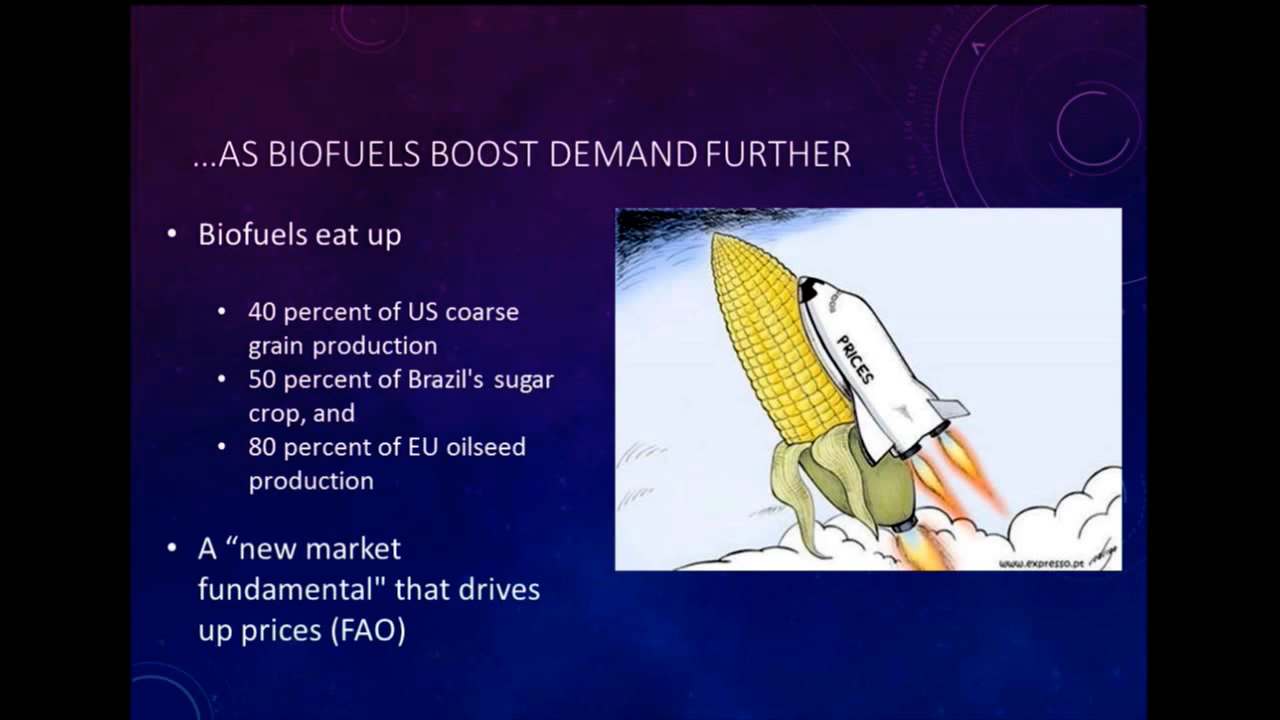 ...AS BIOFUELS BOOST DEMAND FURTHER
• Biofuels eat up
• 40 percent of US coarse
grain production
• 50 percent of Brazil's sugar
crop, and
• 80 percent of EU oilseed
production
• A “new market
fundamental" that drives
up prices (FAO)
PRICES
www.expresso.pt